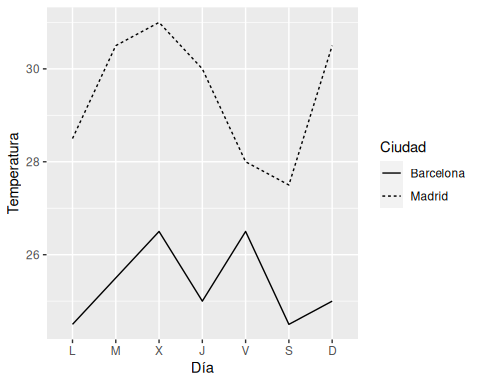 30
28
26
Temperatura
L M X J V S D
Día
Ciudad
Barcelona
Madrid